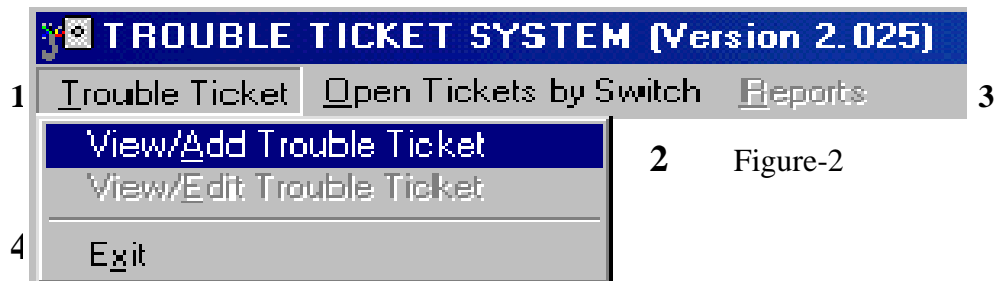 TROUBLE TICKET SYSTEM (Version 2.025)
1 Trouble Ticket Open Tickets by Switch Reports 3
View/Add Trouble Ticket 2 Figure-2
View/Edit Trouble Ticket
4 Exit